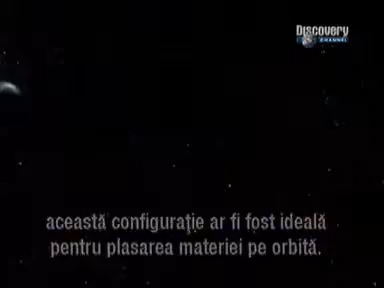 Discovery
CHANNEL
această configuraţie ar fi fost ideală
pentru plasarea materiei pe orbită.